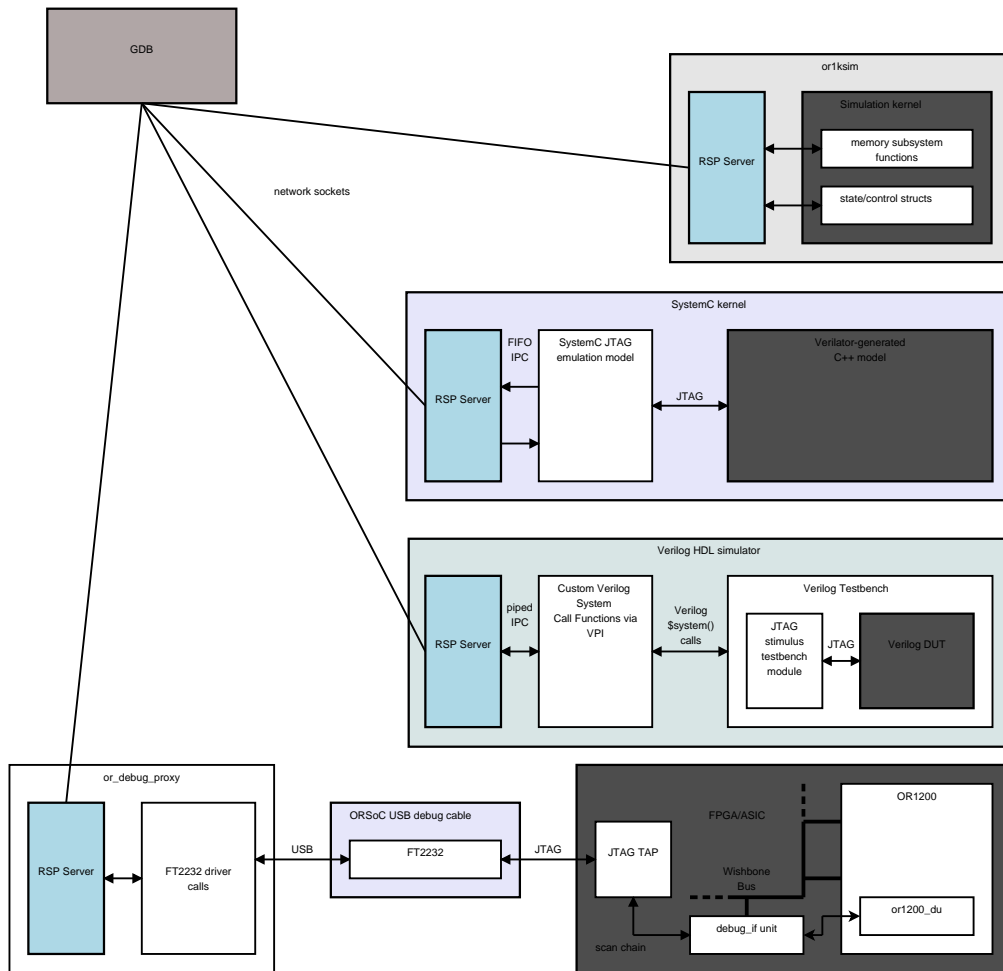 GDB
or1ksim
Simulation kernel
RSP Server
memory subsystem
functions
state/control structs
network sockets
SystemC kernel
RSP Server
FIFO
IPC
SystemC JTAG
emulation model
JTAG
Verilator-generated
C++ model
Verilog HDL simulator
RSP Server
piped
IPC
Custom Verilog
System
Call Functions via
VPI
Verilog
$system()
calls
Verilog Testbench
JTAG
stimulus
testbench
module
JTAG
Verilog DUT
or_debug_proxy
RSP Server
FT2232 driver
calls
USB
ORSoC USB debug cable
FT2232
JTAG
FPGA/ASIC
JTAG TAP
Wishbone
Bus
scan chain
debug_if unit
OR1200
or1200_du